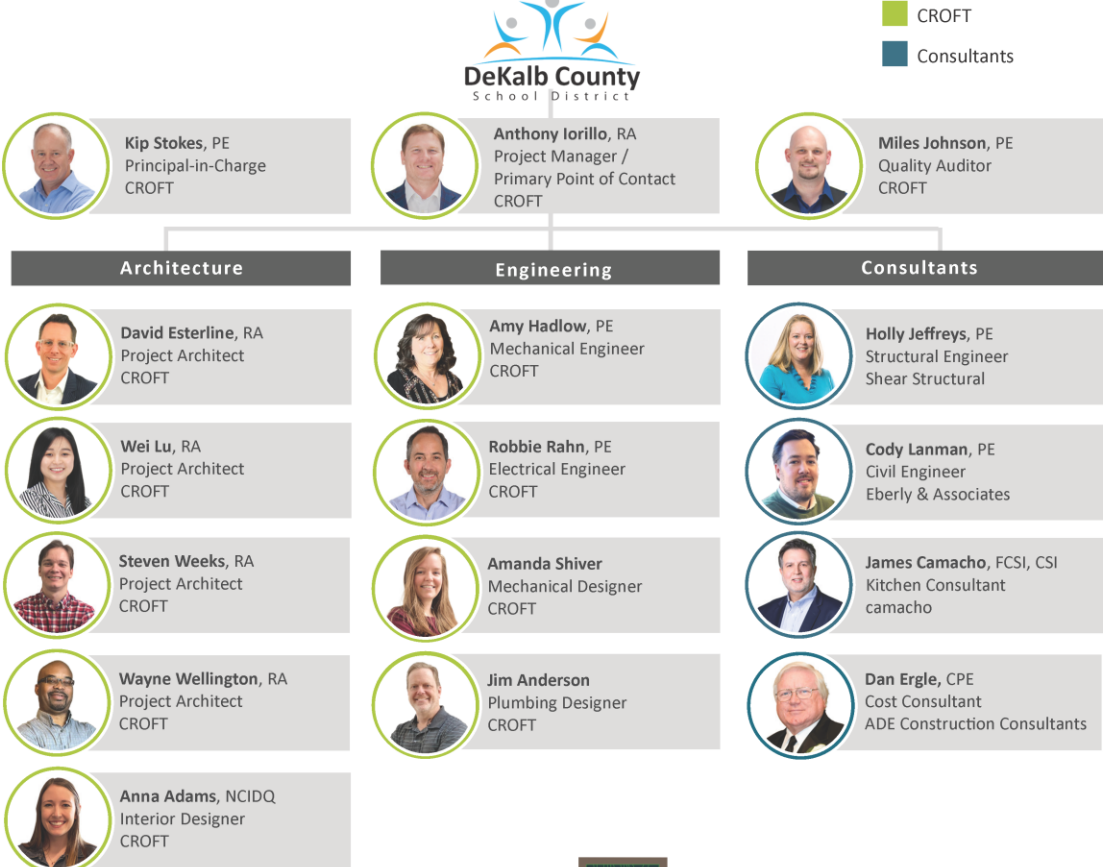 CROFT
Consultants
DeKalb County
School District
Kip Stokes, PE
Principal-in-Charge
CROFT
Anthony Iorillo, RA
Project Manager /
Primary Point of Contact
CROFT
Miles Johnson, PE
Quality Auditor
CROFT
Architecture
David Esterline, RA
Project Architect
CROFT
Wei Lu, RA
Project Architect
CROFT
Steven Weeks, RA
Project Architect
CROFT
Wayne Wellington, RA
Project Architect
CROFT
Anna Adams, NCIDQ
Interior Designer
CROFT
Engineering
Amy Hadlow, PE
Mechanical Engineer
CROFT
Robbie Rahn, PE
Electrical Engineer
CROFT
Amanda Shiver
Mechanical Designer
CROFT
Jim Anderson
Plumbing Designer
CROFT
Consultants
Holly Jeffreys, PE
Structural Engineer
Shear Structural
Cody Lanman, PE
Civil Engineer
Eberly & Associates
James Camacho, FCSI, CSI
Kitchen Consultant
camacho
Dan Ergle, CPE
Cost Consultant
ADE Construction Consultants